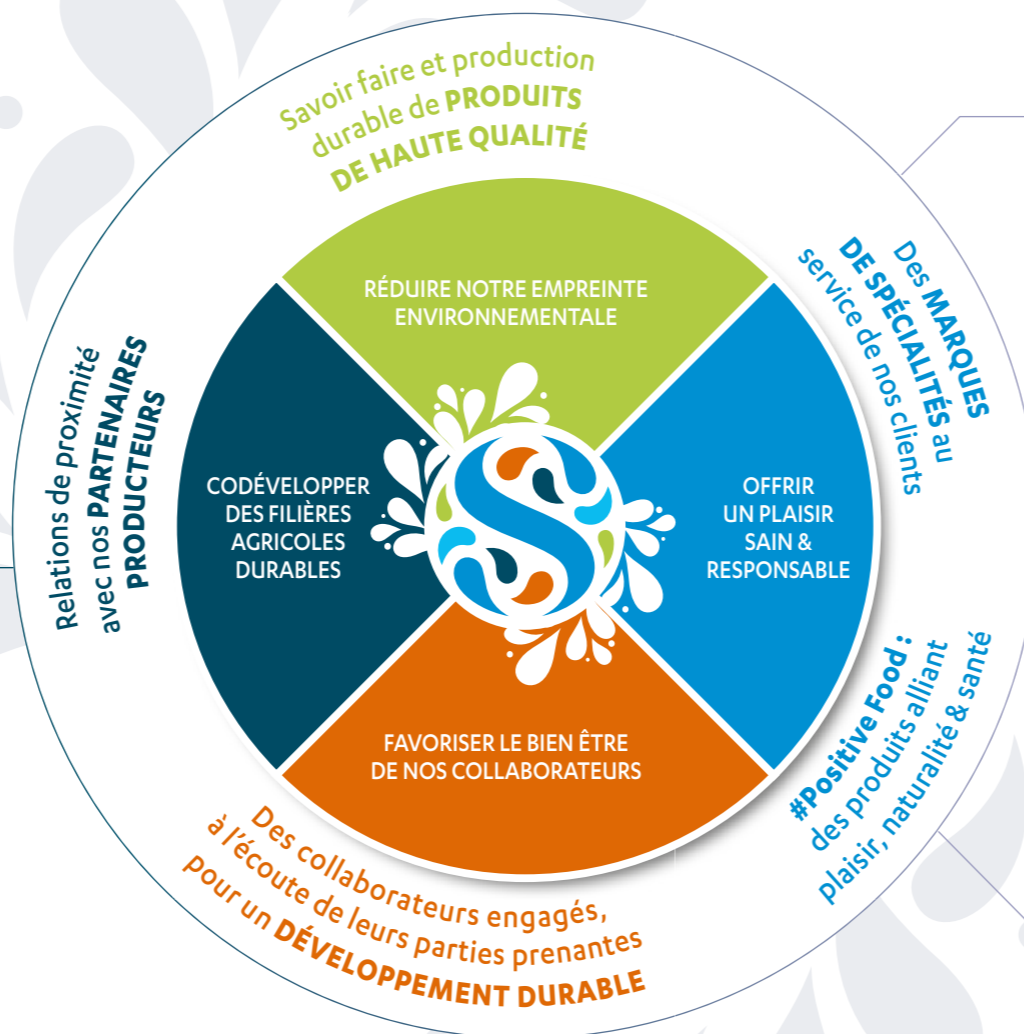 Savoir faire et production
durable de PRODUITS
DE HAUTE QUALITÉ
RÉDUIRE NOTRE EMPREINTE
ENVIRONNEMENTALE
Des MARQUES
DE SPÉCIALITÉS au
service de nos clients
OFFRIR
UN PLAISIR
SAIN &
RESPONSABLE
#Positive Food :
des produits alliant
plaisir, naturalité & santé
FAVORISER LE BIEN ÊTRE
DE NOS COLLABORATEURS
Des collaborateurs engagés,
à l'écoute de leurs parties prenantes
pour un DÉVELOPPEMENT DURABLE
CODÉVELOPPER
DES FILIÈRES
AGRICOLES
DURABLES
Relations de proximité
avec nos PARTENAIRES
PRODUCTEURS